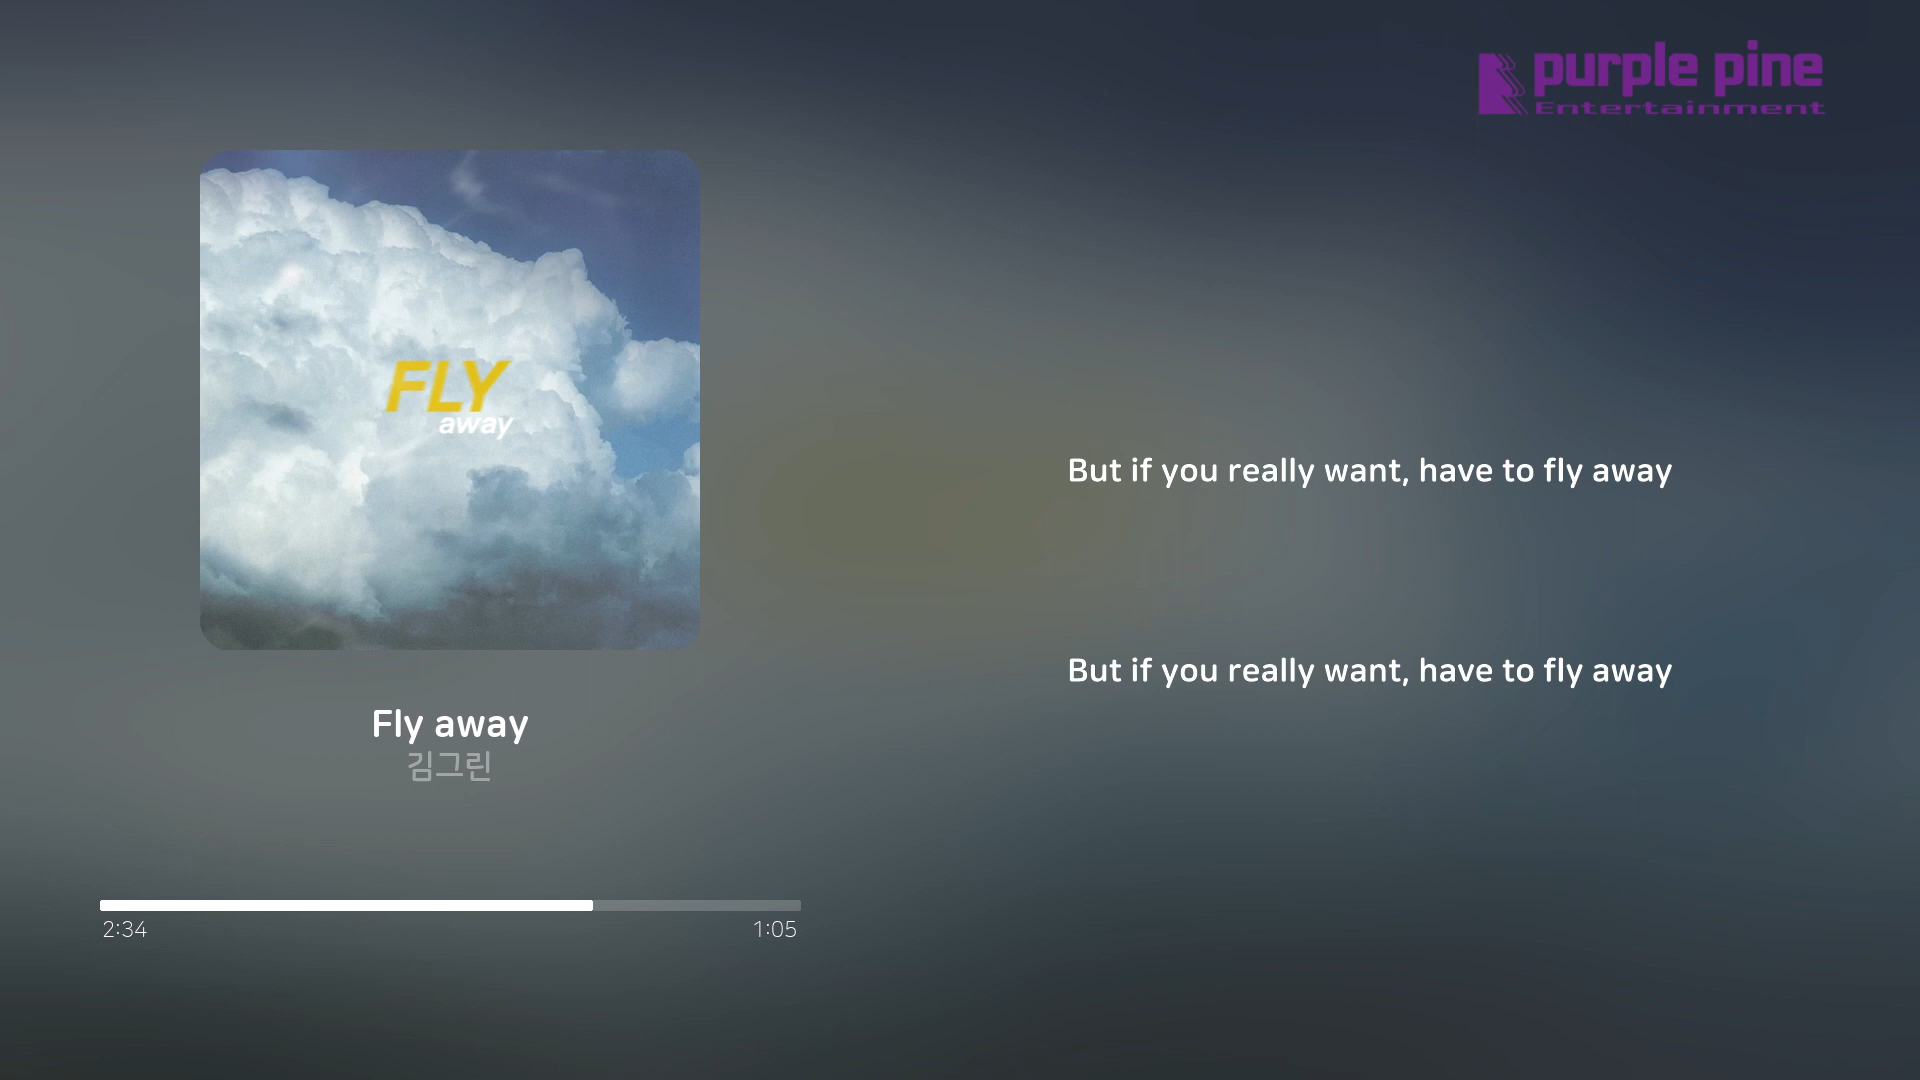 purple pine
Entertainment
FLY
away
But if you really want, have to fly away
But if you really want, have to fly away
Fly away
김그린
2:34
1:05